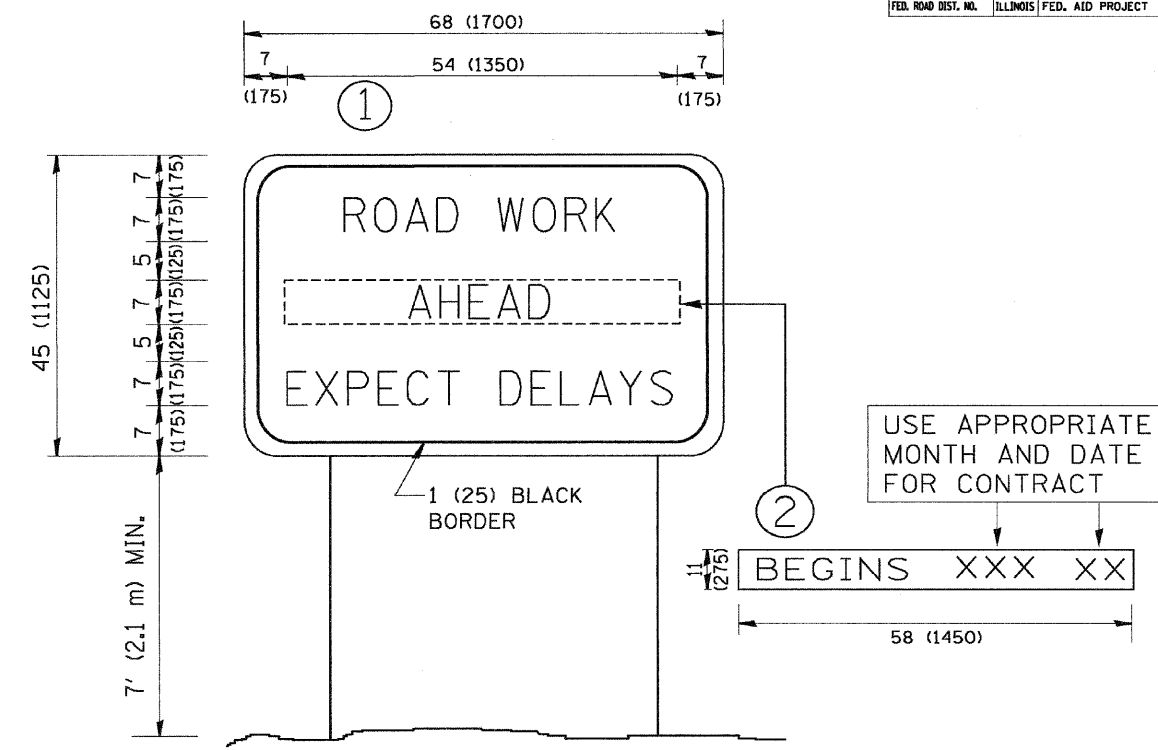 FED. ROAD DIST. NO. ILLINOIS FED. AID PROJECT
68 (1700)
7 54 (1350) 7
(175) (175)
1
45 (1125)
7 (175)
7 (175)
5 (125)
7 (175)
5 (125)
7 (175)
7 (175)
ROAD WORK
AHEAD
EXPECT DELAYS
1 (25) BLACK
BORDER
7' (2.1 m) MIN.
USE APPROPRIATE
MONTH AND DATE
FOR CONTRACT
2
11
(275)
BEGINS XXX XX
58 (1450)